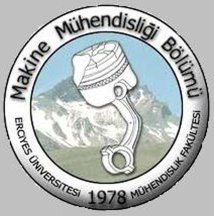 Makine Mühendisliği Bölümü
ERCİYES ÜNİVERSİTESİ
1978
MÜHENDİSLİK FAKÜLTESİ